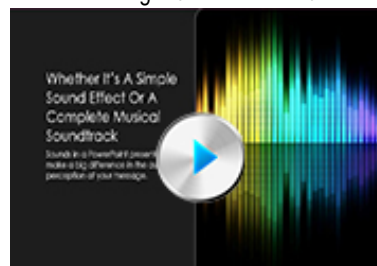 Whether It's A Simple
Sound Effect Or A
Complete Musical
Soundtrack
Sounds in a PowerPoint
make a big difference in the
perception of your message.